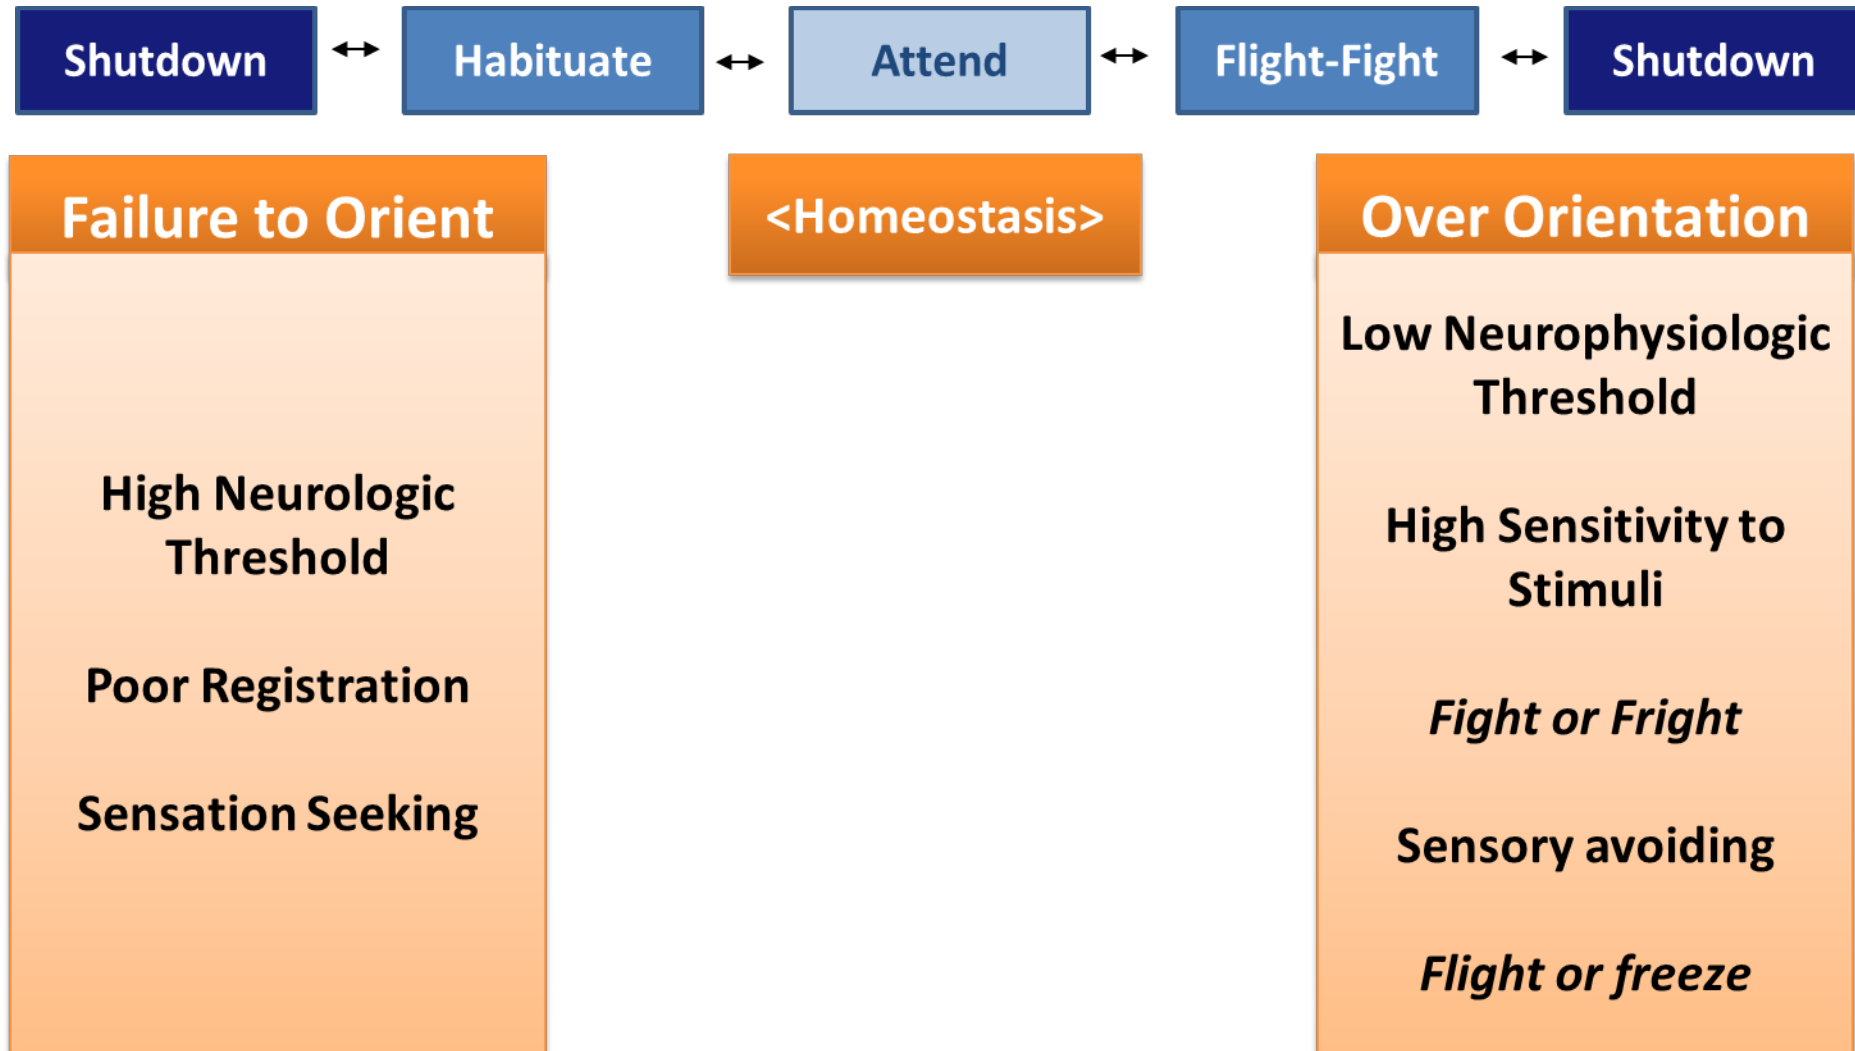 Shutdown
Habituate
Attend
Flight-Fight
Shutdown
Failure to Orient
High Neurologic
Threshold
Poor Registration
Sensation Seeking
<Homeostasis>
Over Orientation
Low Neurophysiologic
Threshold
High Sensitivity to
Stimuli
Fight or Fright
Sensory avoiding
Flight or freeze